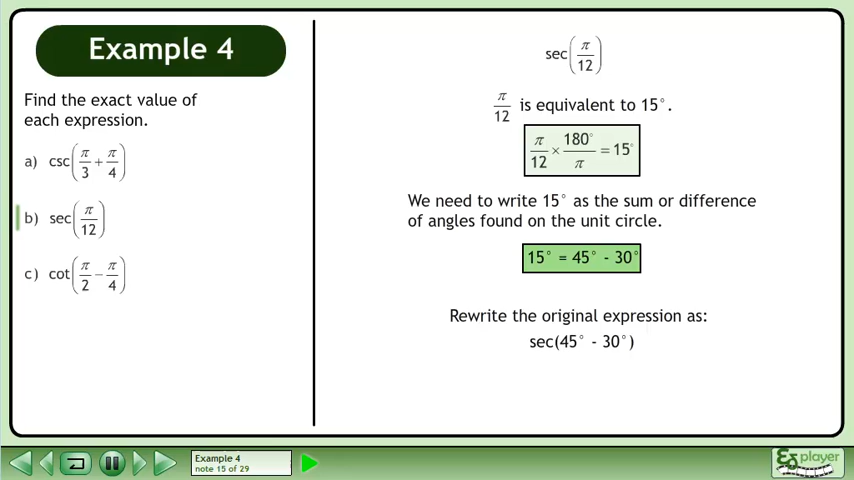 Example 4
Find the exact value of
each expression.
a) csc(π/3 + π/4)
b) sec(π/12)
c) cot(π/2 − π/4)
sec(π/12)
π/12 is equivalent to 15°.
π/12 × 180°/π = 15°
We need to write 15° as the sum or difference
of angles found on the unit circle.
15° = 45° - 30°
Rewrite the original expression as:
sec(45° - 30°)
Example 4
note 15 of 29
player